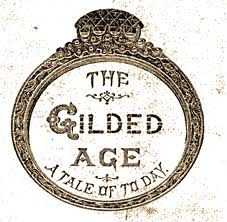 THE
GILDED
AGE
A TALE OF TO DAY